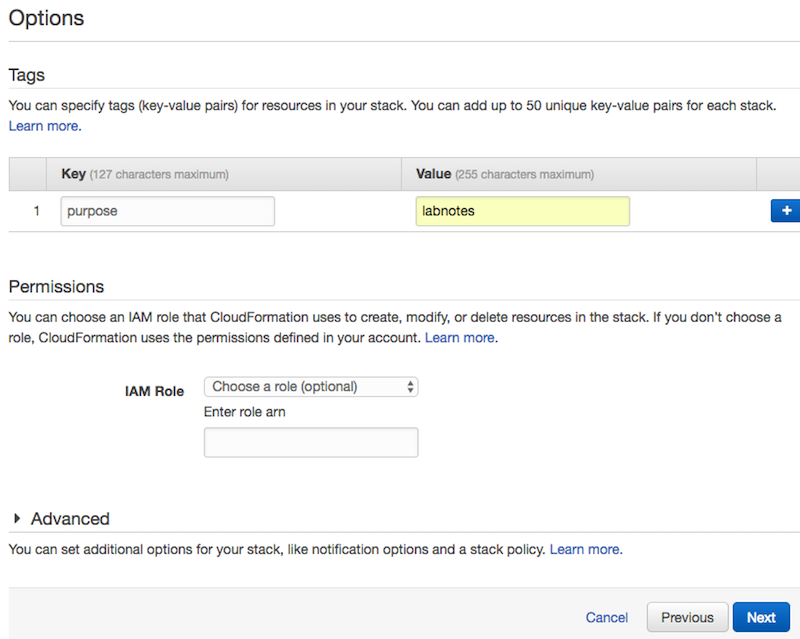 Options
Tags
You can specify tags (key-value pairs) for resources in your stack. You can add up to 50 unique key-value pairs for each stack.
Learn more.
Key (127 characters maximum) Value (255 characters maximum)
1 purpose labnotes +
Permissions
You can choose an IAM role that CloudFormation uses to create, modify, or delete resources in the stack. If you don't choose a
role, CloudFormation uses the permissions defined in your account. Learn more.
IAM Role Choose a role (optional)
Enter role arn
Advanced
You can set additional options for your stack, like notification options and a stack policy. Learn more.
Cancel Previous Next